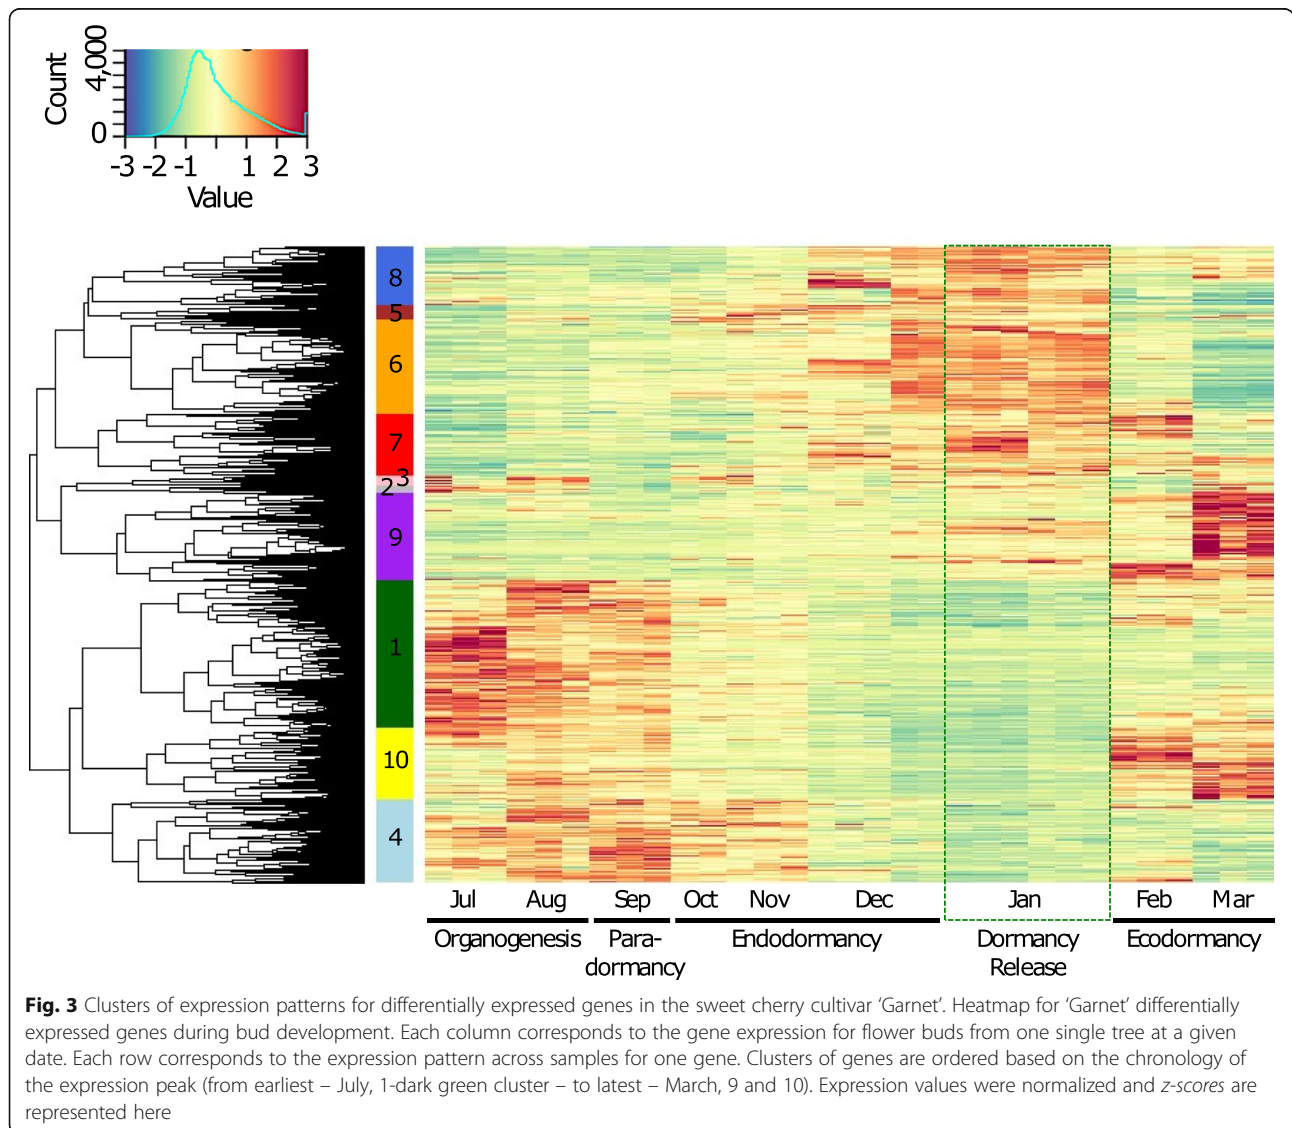 Count
4,000
0
-3 -2 -1 1 2 3
Value
8
5
6
7
3
2
9
1
10
4
Jul Aug Sep Oct Nov Dec Jan Feb Mar
Organogenesis Para- Endodormancy Dormancy Ecodormancy
dormancy Release
Fig. 3 Clusters of expression patterns for differentially expressed genes in the sweet cherry cultivar ‘Garnet’. Heatmap for ‘Garnet’ differentially
expressed genes during bud development. Each column corresponds to the gene expression for flower buds from one single tree at a given
date. Each row corresponds to the expression pattern across samples for one gene. Clusters of genes are ordered based on the chronology of
the expression peak (from earliest – July, 1-dark green cluster – to latest – March, 9 and 10). Expression values were normalized and z-scores are
represented here